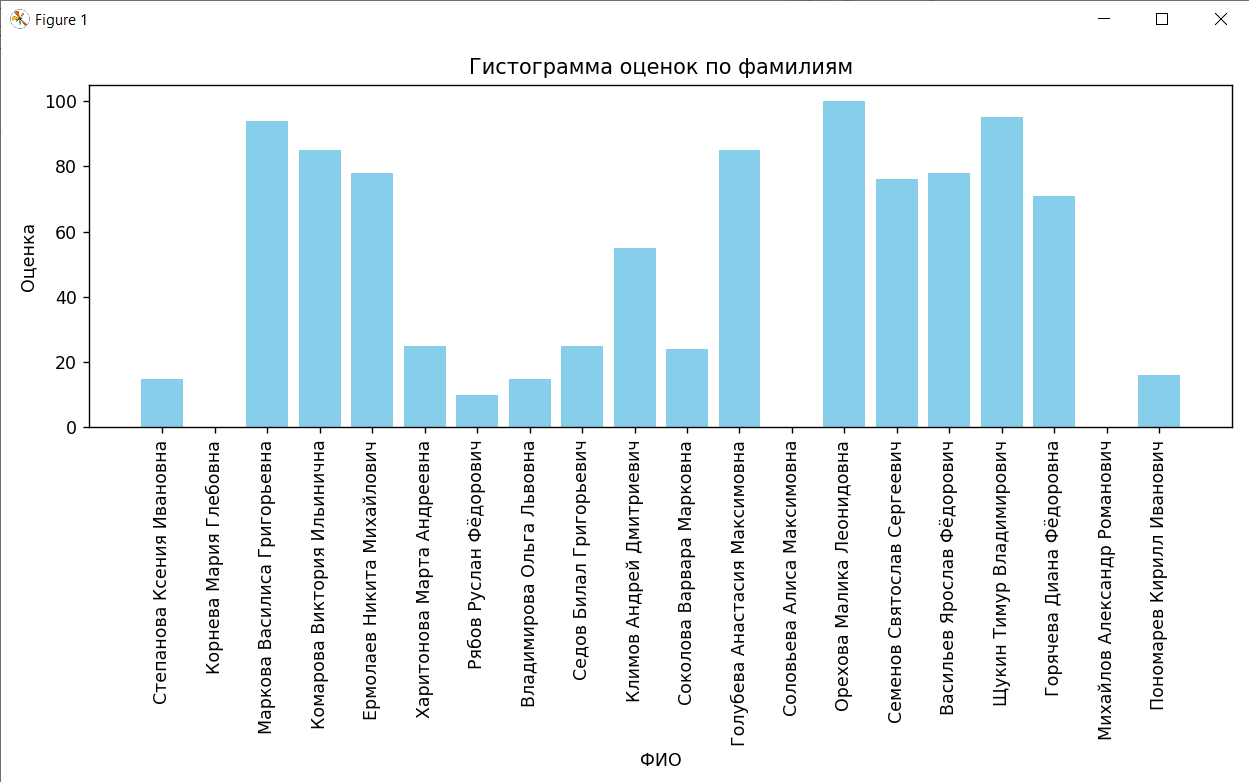 Figure 1
Гистограмма оценок по фамилиям
100
80
60
40
20
0
Оценка
Степанова Ксения Ивановна
Корнева Мария Глебовна
Маркова Василиса Григорьевна
Комарова Виктория Ильинична
Ермолаев Никита Михайлович
Харитонова Марта Андреевна
Рябов Руслан Фёдорович
Владимирова Ольга Львовна
Седов Билал Григорьевич
Климов Андрей Дмитриевич
Соколова Варвара Марковна
Голубева Анастасия Максимовна
Соловьева Алиса Максимовна
Орехова Малика Леонидовна
Семенов Святослав Сергеевич
Васильев Ярослав Фёдорович
Щукин Тимур Владимирович
Горячева Диана Фёдоровна
Михайлов Александр Романович
Пономарев Кирилл Иванович
ФИО